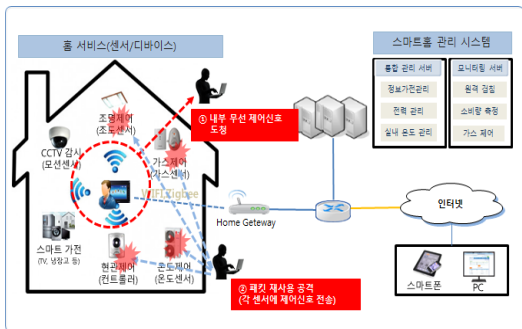 홈 서비스(센서/디바이스)
스마트홈 관리 시스템
통합 관리 서버
모니터링 서버
정보가전관리
원격 검침
전력 관리
소비량 측정
실내 온도 관리
가스 제어
조명제어
(조도센서)
① 내부 무선 제어신호
도청
CCTV 감시
(모션센서)
가스제어
(가스센서)
WiFi,Zigbee
Home Geteway
인터넷
스마트 가전
(TV, 냉장고 등)
현관제어
(컨트롤러)
온도제어
(온도센서)
② 패킷 재사용 공격
(각 센서에 제어신호 전송)
스마트폰
PC